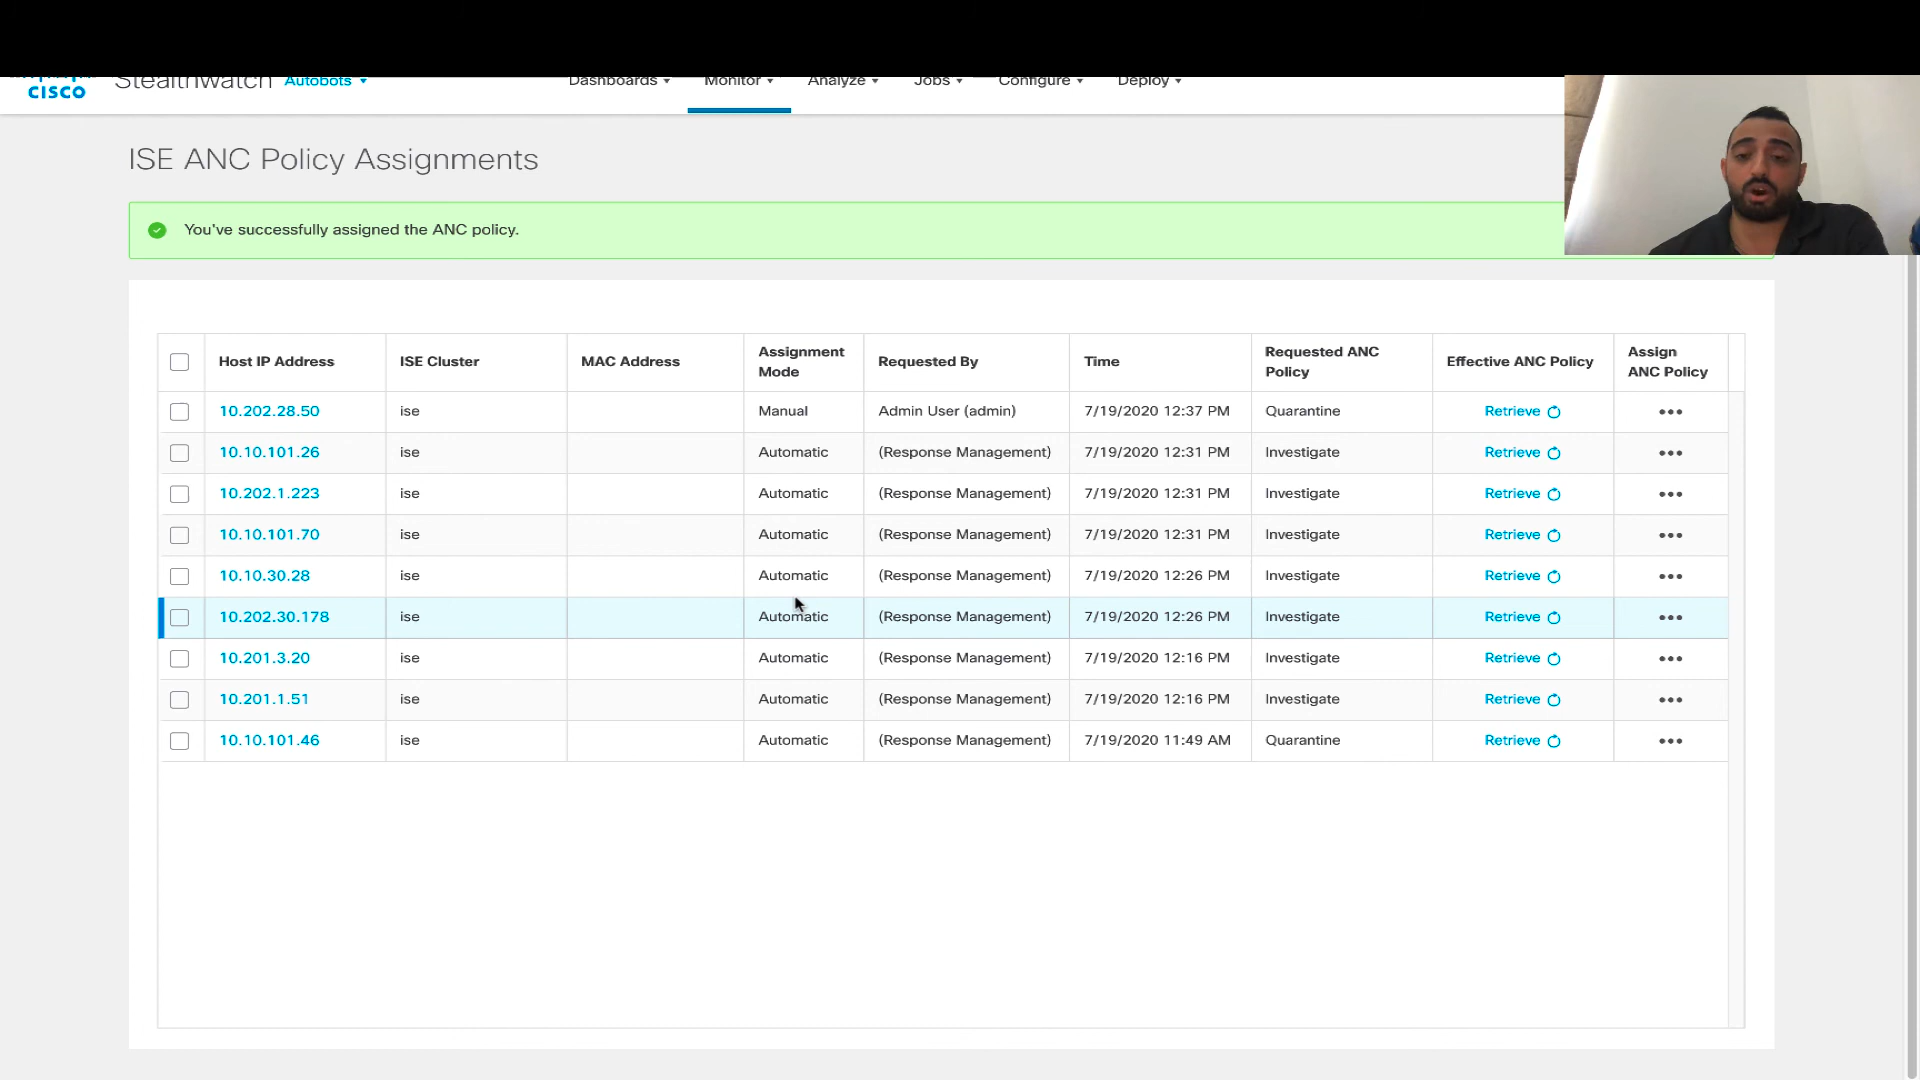 CISCO
Stealthwatch Autobots Dashboards Monitor Analyze Jobs Configure Deploy
ISE ANC Policy Assignments
You've successfully assigned the ANC policy.
Host IP Address ISE Cluster MAC Address Assignment Mode Requested By Time Requested ANC Policy Effective ANC Policy Assign ANC Policy
10.202.28.50 ise Manual Admin User (admin) 7/19/2020 12:37 PM Quarantine Retrieve
10.10.101.26 ise Automatic (Response Management) 7/19/2020 12:31 PM Investigate Retrieve
10.202.1.223 ise Automatic (Response Management) 7/19/2020 12:31 PM Investigate Retrieve
10.10.101.70 ise Automatic (Response Management) 7/19/2020 12:31 PM Investigate Retrieve
10.10.30.28 ise Automatic (Response Management) 7/19/2020 12:26 PM Investigate Retrieve
10.202.30.178 ise Automatic (Response Management) 7/19/2020 12:26 PM Investigate Retrieve
10.201.3.20 ise Automatic (Response Management) 7/19/2020 12:16 PM Investigate Retrieve
10.201.1.51 ise Automatic (Response Management) 7/19/2020 12:16 PM Investigate Retrieve
10.10.101.46 ise Automatic (Response Management) 7/19/2020 11:49 AM Quarantine Retrieve